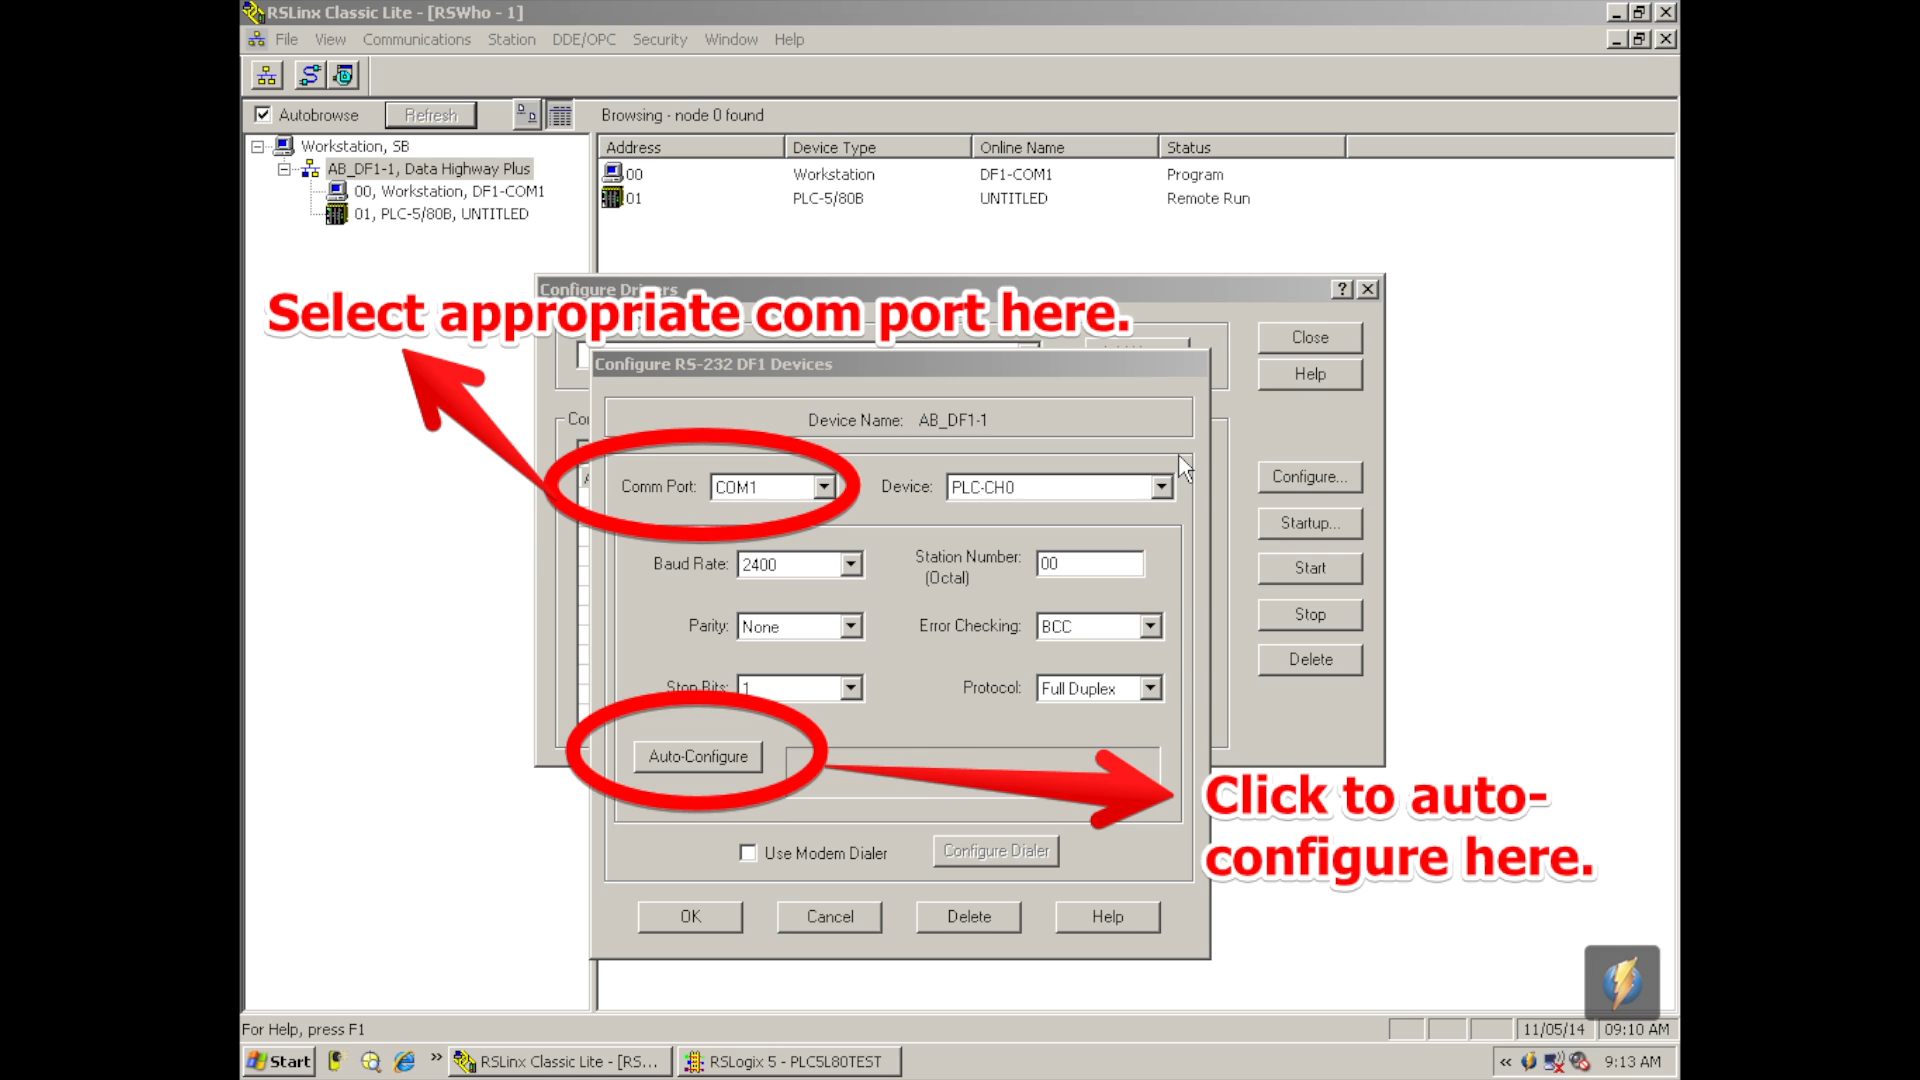 RSLinx Classic Lite - [RSWho - 1]
File View Communications Station DDE/OPC Security Window Help
Autobrowse Refresh Browsing - node 0 found
Workstation, SB
AB_DF1-1, Data Highway Plus
00, Workstation, DF1-COM1
01, PLC-5/80B, UNTITLED
Address Device Type Online Name Status
00 Workstation DF1-COM1 Program
01 PLC-5/80B UNTITLED Remote Run
Configure Drivers
Select appropriate com port here.
Close
Help
Configure...
Startup...
Start
Stop
Delete
Configure RS-232 DF1 Devices
Device Name: AB_DF1-1
Comm Port: COM1 Device: PLC-CH0
Baud Rate: 2400 Station Number: 00
(Octal)
Parity: None Error Checking: BCC
Stop Bits: 1 Protocol: Full Duplex
Auto-Configure
Click to auto-
configure here.
Use Modem Dialer Configure Dialer
OK Cancel Delete Help
For Help, press F1 11/05/14 09:10 AM
Start » RSLinx Classic Lite - [RS... RSLogix 5 - PLC5L80TEST « 9:13 AM